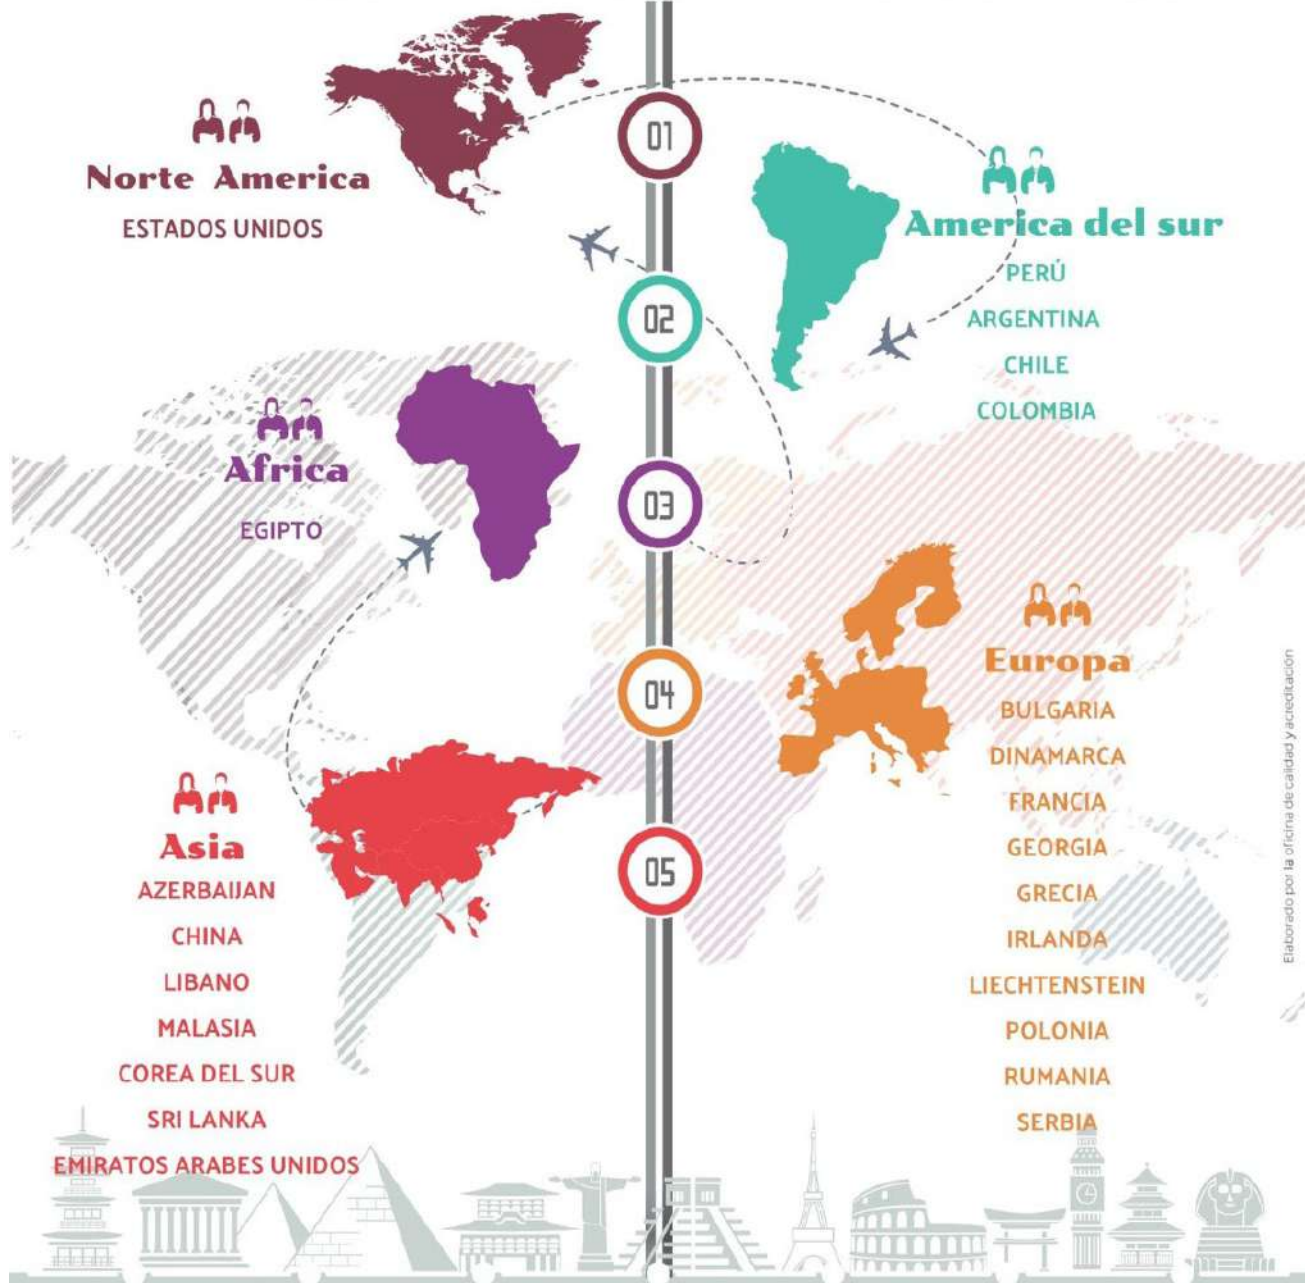 01
Norte America
ESTADOS UNIDOS
America del sur
PERÚ
ARGENTINA
CHILE
COLOMBIA
02
Africa
EGIPTO
03
04
Europa
BULGARIA
DINAMARCA
FRANCIA
GEORGIA
GRECIA
IRLANDA
LIECHTENSTEIN
POLONIA
RUMANIA
SERBIA
05
Asia
AZERBAIJAN
CHINA
LIBANO
MALASIA
COREA DEL SUR
SRI LANKA
EMIRATOS ARABES UNIDOS
Elaborado por la oficina de calidad y acreditación